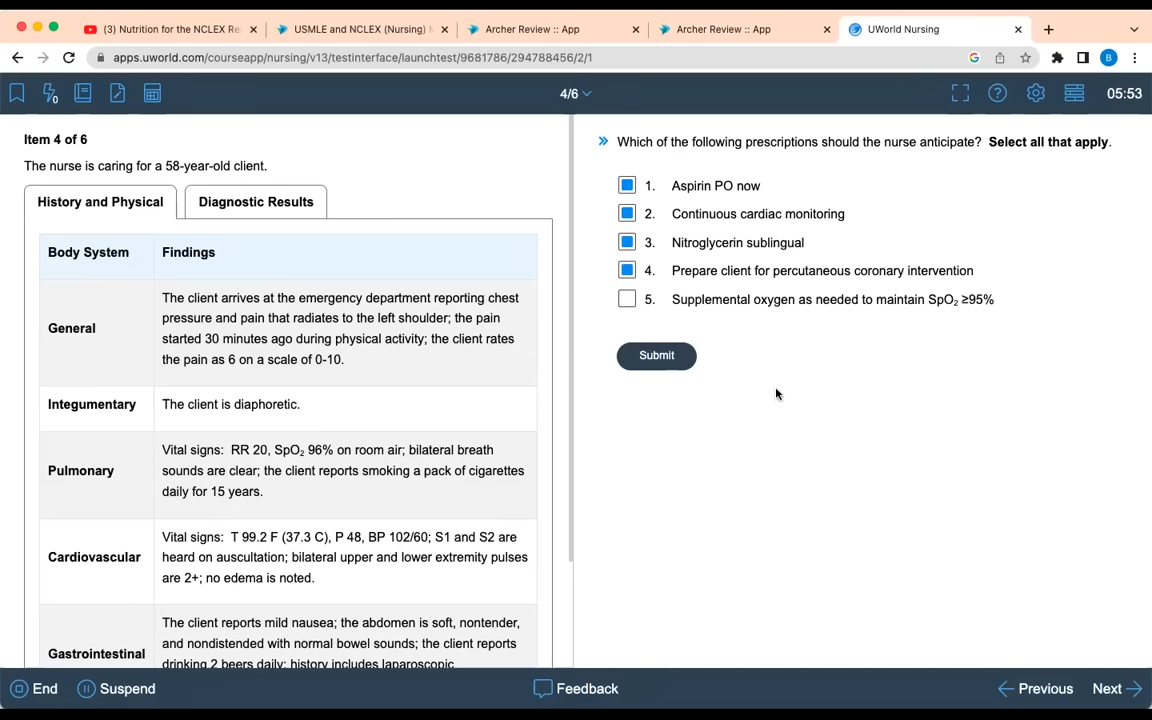 (3) Nutrition for the NCLEX Re
USMLE and NCLEX (Nursing)
Archer Review :: App
Archer Review :: App
UWorld Nursing
apps.uworld.com/courseapp/nursing/v13/testinterface/launchtest/9681786/294788456/2/1
G
B
0
4/6
05:53
Item 4 of 6
The nurse is caring for a 58-year-old client.
History and Physical
Diagnostic Results
Body System
Findings
General
The client arrives at the emergency department reporting chest
pressure and pain that radiates to the left shoulder; the pain
started 30 minutes ago during physical activity; the client rates
the pain as 6 on a scale of 0-10.
Integumentary
The client is diaphoretic.
Pulmonary
Vital signs: RR 20, SpO₂ 96% on room air; bilateral breath
sounds are clear; the client reports smoking a pack of cigarettes
daily for 15 years.
Cardiovascular
Vital signs: T 99.2 F (37.3 C), P 48, BP 102/60; S1 and S2 are
heard on auscultation; bilateral upper and lower extremity pulses
are 2+; no edema is noted.
Gastrointestinal
The client reports mild nausea; the abdomen is soft, nontender,
and nondistended with normal bowel sounds; the client reports
drinking 2 beers daily; history includes laparoscopic
» Which of the following prescriptions should the nurse anticipate? Select all that apply.
1. Aspirin PO now
2. Continuous cardiac monitoring
3. Nitroglycerin sublingual
4. Prepare client for percutaneous coronary intervention
5. Supplemental oxygen as needed to maintain SpO₂ ≥95%
Submit
End
Suspend
Feedback
Previous
Next